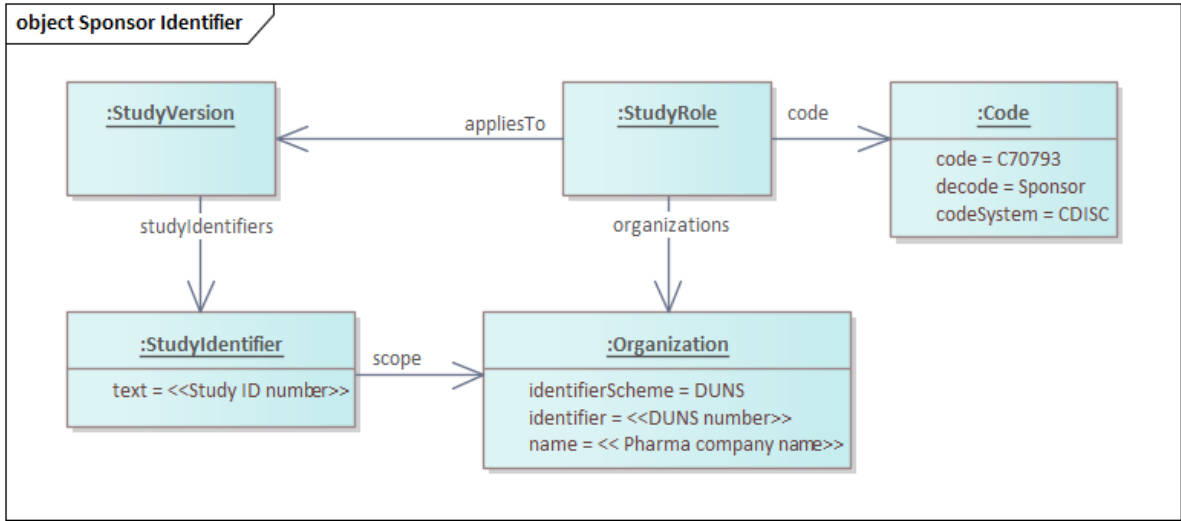 object Sponsor Identifier
:StudyVersion
appliesTo
:StudyRole
code
:Code
code = C70793
decode = Sponsor
codeSystem = CDISC
studyIdentifiers
organizations
:StudyIdentifier
text = <<Study ID number>>
scope
:Organization
identifierScheme = DUNS
identifier = <<DUNS number>>
name = << Pharma company name>>